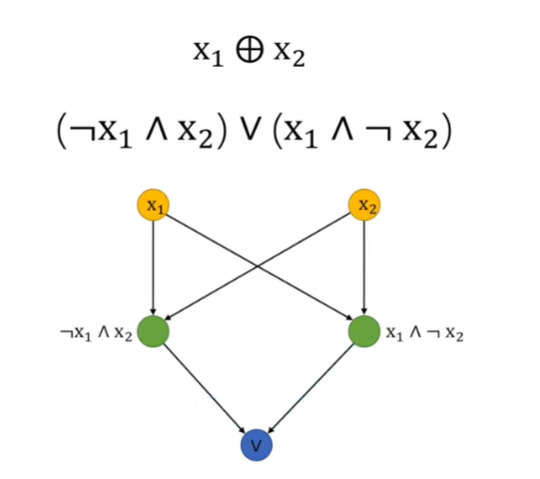 x₁ ⊕ x₂
(¬x₁ ∧ x₂) ∨ (x₁ ∧ ¬ x₂)
x₁ x₂
¬x₁ ∧ x₂ x₁ ∧ ¬ x₂
∨